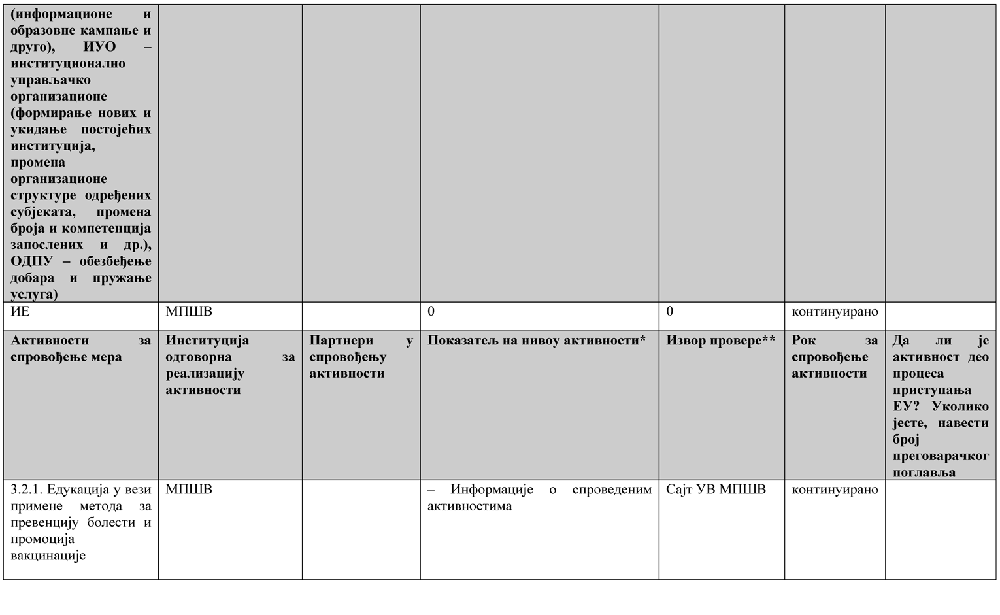 (информационе и
образовне кампање и
друго), ИУО –
институционално
управљачко
организационе
(формирање нових и
укидање постојећих
институција,
промена
организационе
структуре одређених
субјеката, промена
броја и компетенција
запослених и др.),
ОДПУ – обезбеђење
добара и пружање
услуга)
ИЕ
МПШВ
0
0
континуирано
Активности за
спровођење мера
Институција
одговорна за
реализацију
активности
Партнери у
спровођењу
активности
Показатељ на нивоу активности*
Извор провере**
Рок за
спровођење
активности
Да ли је
активност део
процеса
приступања
ЕУ? Уколико
јесте, навести
број
преговарачког
поглавља
3.2.1. Едукација у вези
примене метода за
превенцију болести и
промоција
вакцинације
МПШВ
– Информације о спроведеним
активностима
Сајт УВ МПШВ
континуирано